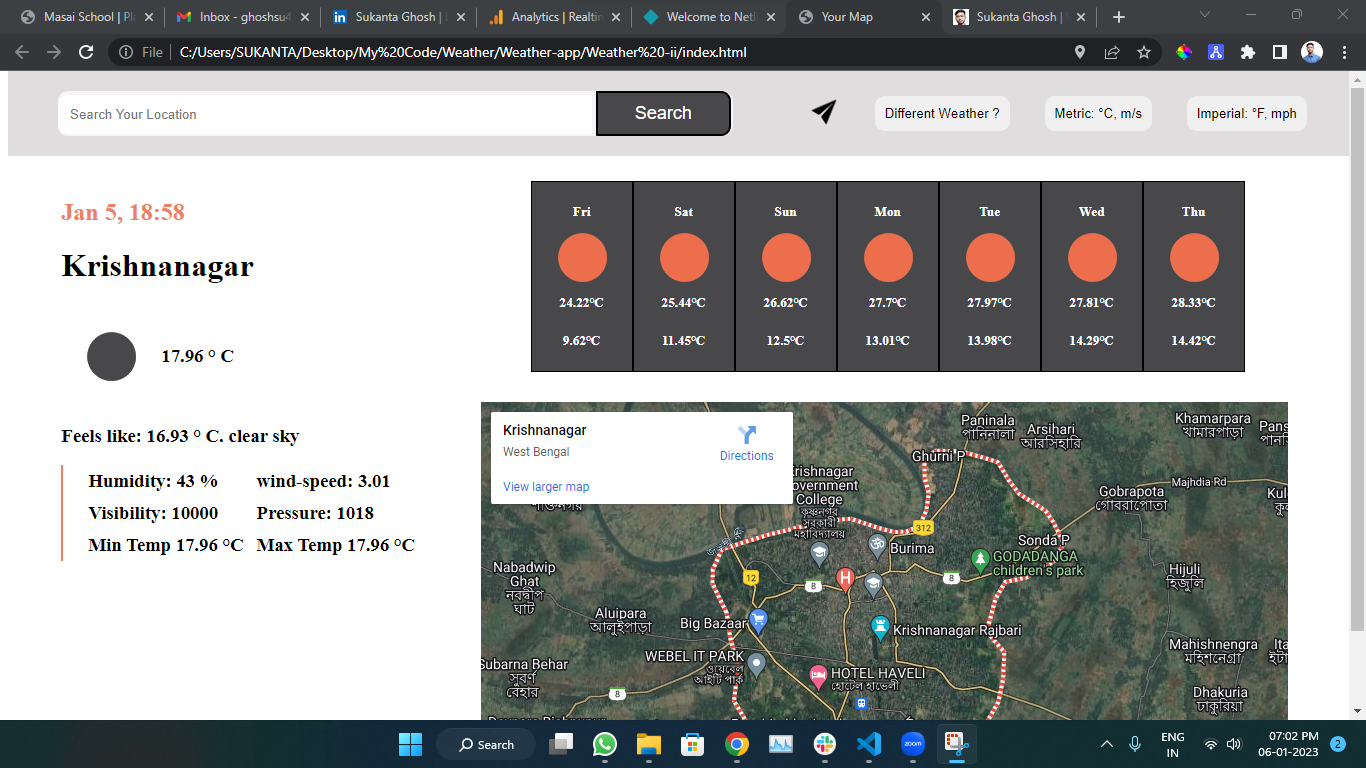 Masai School | Pla
Inbox - ghoshsu4
Sukanta Ghosh |
Analytics | Realtim
Welcome to Netl
Your Map
Sukanta Ghosh | W
File
C:/Users/SUKANTA/Desktop/My%20Code/Weather/Weather-app/Weather%20-ii/index.html
Search Your Location
Search
Different Weather ?
Metric: °C, m/s
Imperial: °F, mph
Jan 5, 18:58
Krishnanagar
17.96 ° C
Feels like: 16.93 ° C. clear sky
Humidity: 43 %
wind-speed: 3.01
Visibility: 10000
Pressure: 1018
Min Temp 17.96 °C
Max Temp 17.96 °C
Fri
Sat
Sun
Mon
Tue
Wed
Thu
24.22°C
25.44°C
26.62°C
27.7°C
27.97°C
27.81°C
28.33°C
9.62°C
11.45°C
12.5°C
13.01°C
13.98°C
14.29°C
14.42°C
Krishnanagar
West Bengal
Directions
View larger map
Paninala
পানিনালা
Arsihari
আরসিহারি
Khamarpara
খামারপাড়া
Ghurni P
Krishnagar
Government
College
কৃষ্ণনগর
সরকারী
মহাবিদ্যালয়
Majhdia Rd
Gobrapota
গোবরাপোতা
312
Burima
Sonda P
GODADANGA
children's park
12
8
H
8
Hijuli
হিজুলি
Nabadwip
Ghat
নবদ্বীপ
ঘাট
Aluipara
আলুইপাড়া
Big Bazaar
Krishnanagar Rajbari
Mahishnengra
মহিশনেগ্রা
WEBEL IT PARK
ওয়েবেল
আইটি পার্ক
HOTEL HAVELI
হোটেল হাভেলী
Subarna Behar
সুবর্ণ
বেহার
8
Dhakuria
ঢাকুরিয়া
Search
zoom
ENG
IN
07:02 PM
06-01-2023
2